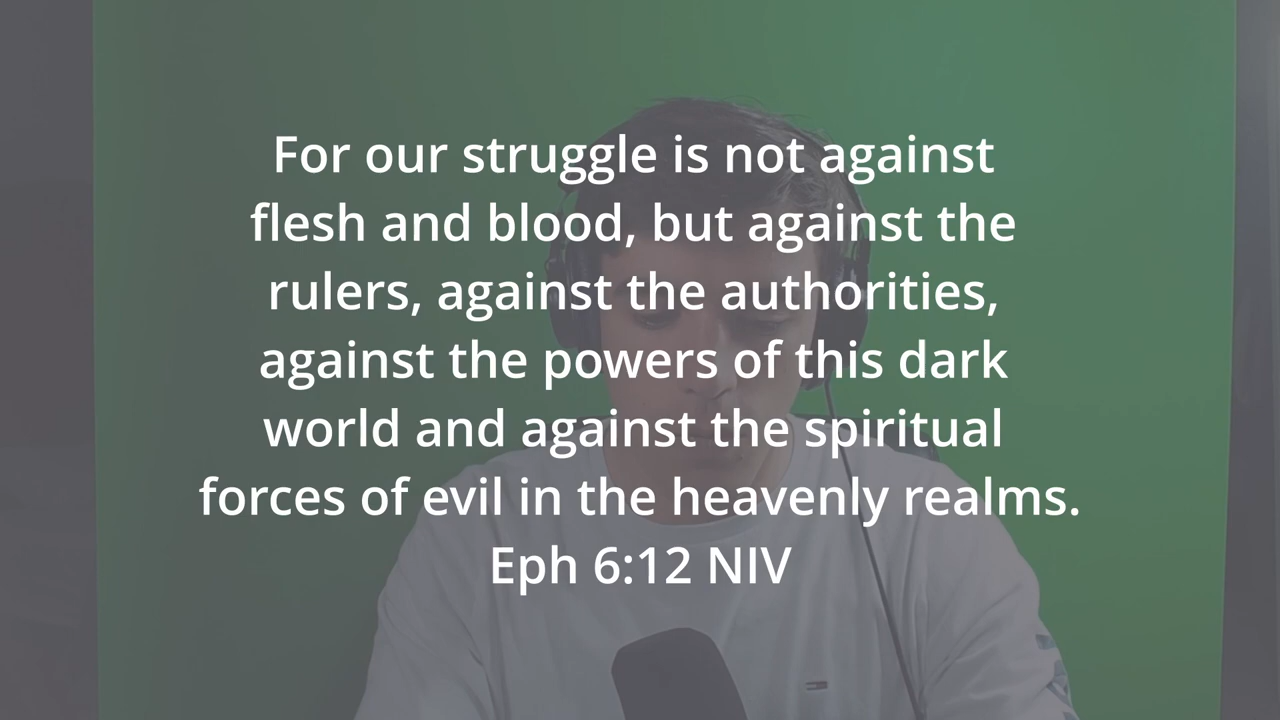 For our struggle is not against
flesh and blood, but against the
rulers, against the authorities,
against the powers of this dark
world and against the spiritual
forces of evil in the heavenly realms.
Eph 6:12 NIV